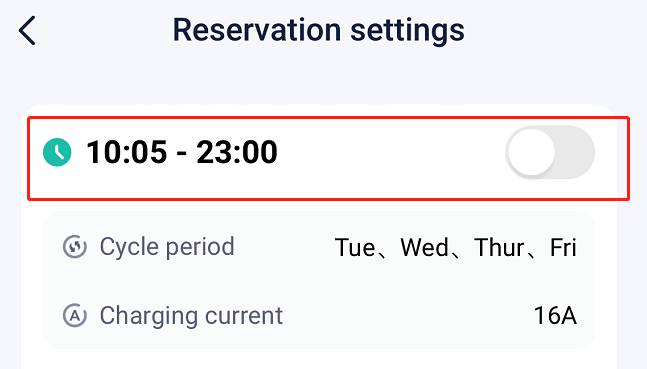 Reservation settings
10:05 - 23:00
Cycle period Tue、Wed、Thur、Fri
A Charging current 16A